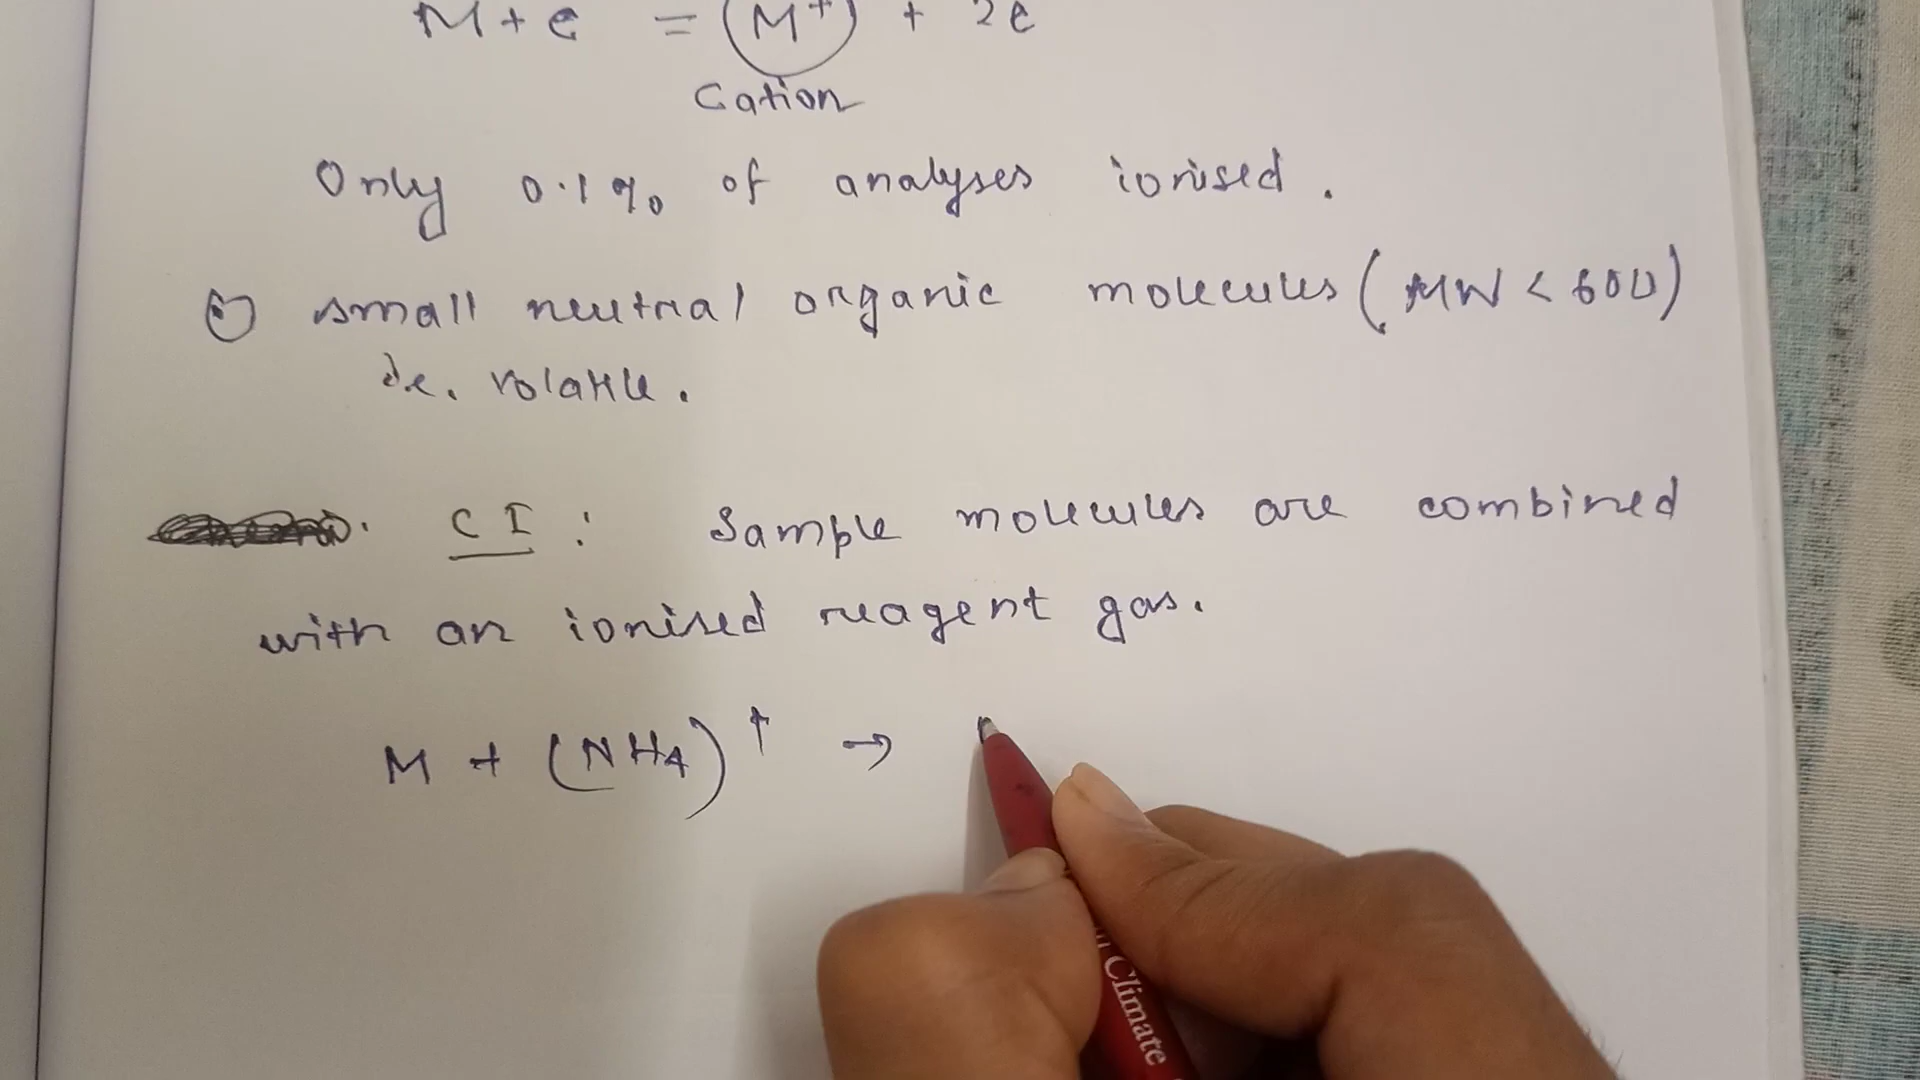 M + e = (M+) + 2e
Cation
Only 0.1% of analyses ionised.
small neutral organic molecules (MW < 600)
ie. volatile.
CI : Sample molecules are combined
with an ionised reagent gas.
M + (NH4)+ →
Climate